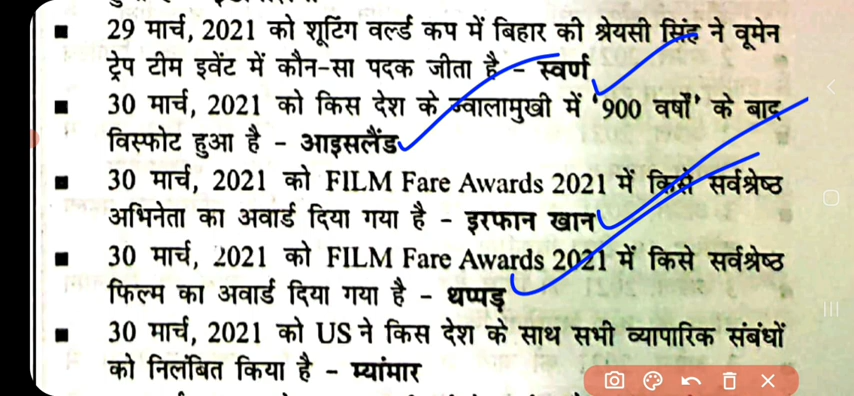 ■ 29 मार्च, 2021 को शूटिंग वर्ल्ड कप में बिहार की श्रेयसी सिंह ने वूमेन
ट्रेप टीम इवेंट में कौन-सा पदक जीता है - स्वर्ण
■ 30 मार्च, 2021 को किस देश के ज्वालामुखी में '900 वर्षों' के बाद
विस्फोट हुआ है - आइसलैंड
■ 30 मार्च, 2021 को FILM Fare Awards 2021 में किसे सर्वश्रेष्ठ
अभिनेता का अवार्ड दिया गया है - इरफान खान
■ 30 मार्च, 2021 को FILM Fare Awards 2021 में किसे सर्वश्रेष्ठ
फिल्म का अवार्ड दिया गया है - थप्पड़
■ 30 मार्च, 2021 को US ने किस देश के साथ सभी व्यापारिक संबंधों
को निलंबित किया है - म्यांमार